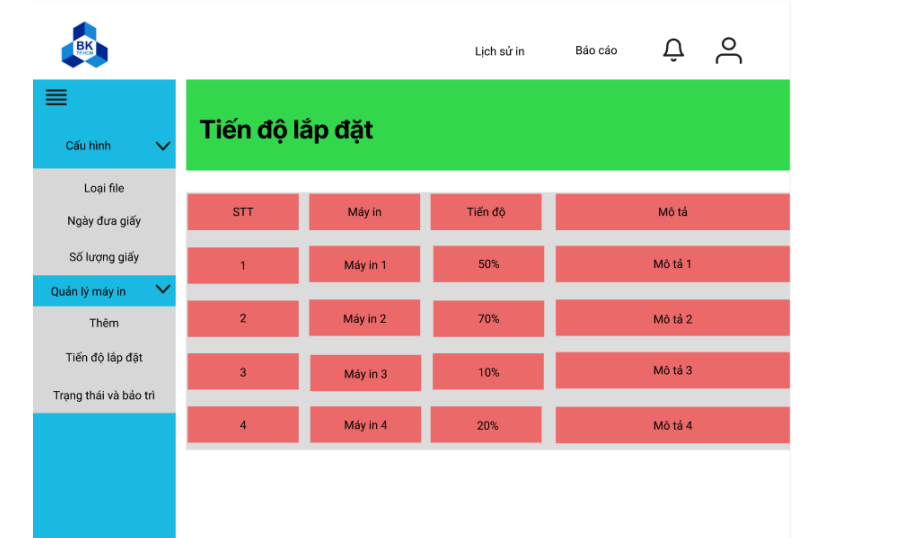 BK
TP.HCM
Lịch sử in
Báo cáo
Cấu hình
Loại file
Ngày đưa giấy
Số lượng giấy
Quản lý máy in
Thêm
Tiến độ lắp đặt
Trạng thái và bảo trì
Tiến độ lắp đặt
STT Máy in Tiến độ Mô tả
1 Máy in 1 50% Mô tả 1
2 Máy in 2 70% Mô tả 2
3 Máy in 3 10% Mô tả 3
4 Máy in 4 20% Mô tả 4